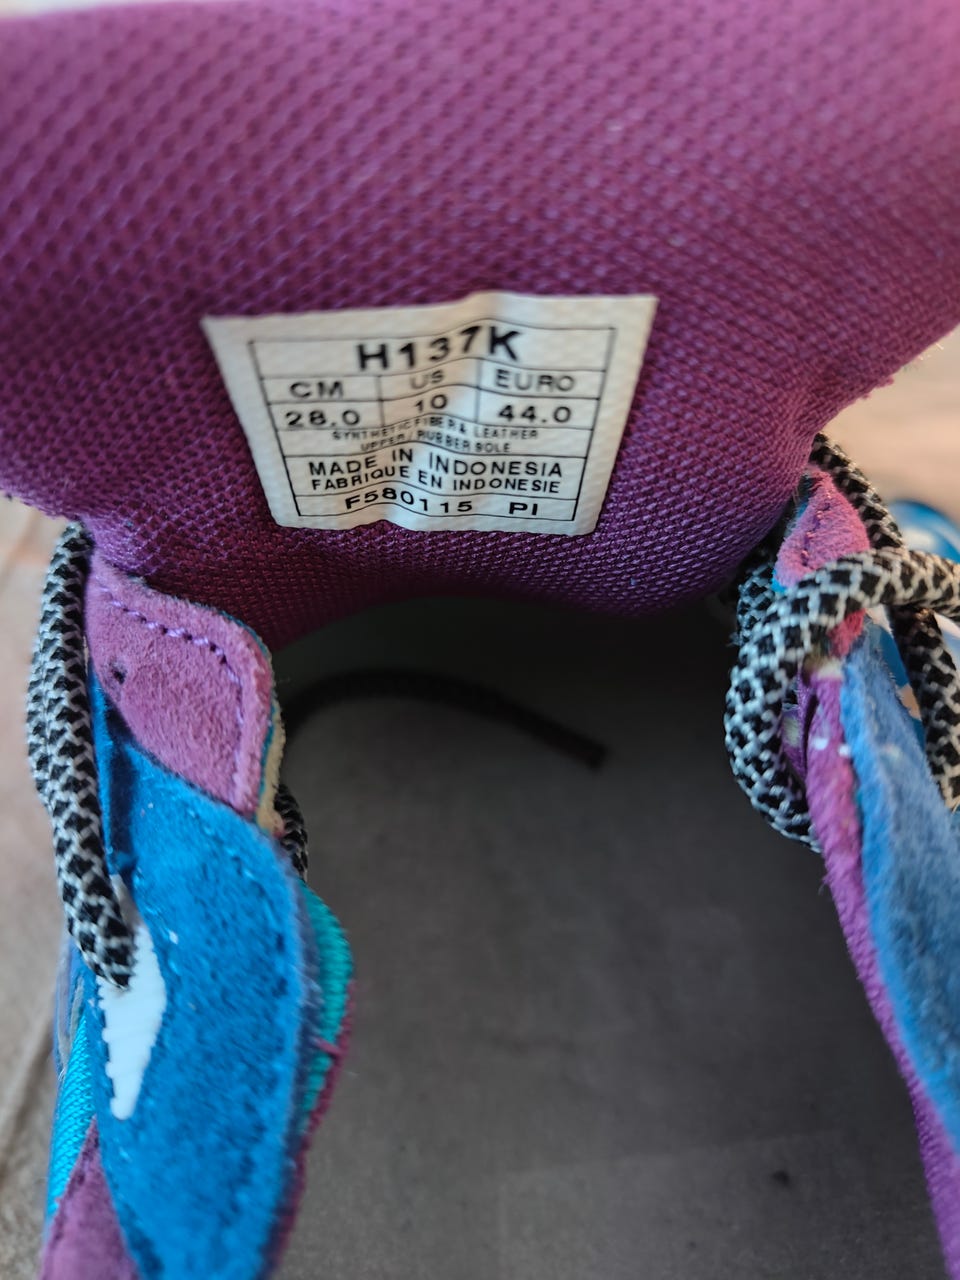 H137K
CM US EURO
28.0 10 44.0
SYNTHETIC FIBER & LEATHER
UPPER / RUBBER SOLE
MADE IN INDONESIA
FABRIQUE EN INDONESIE
F580115 PI